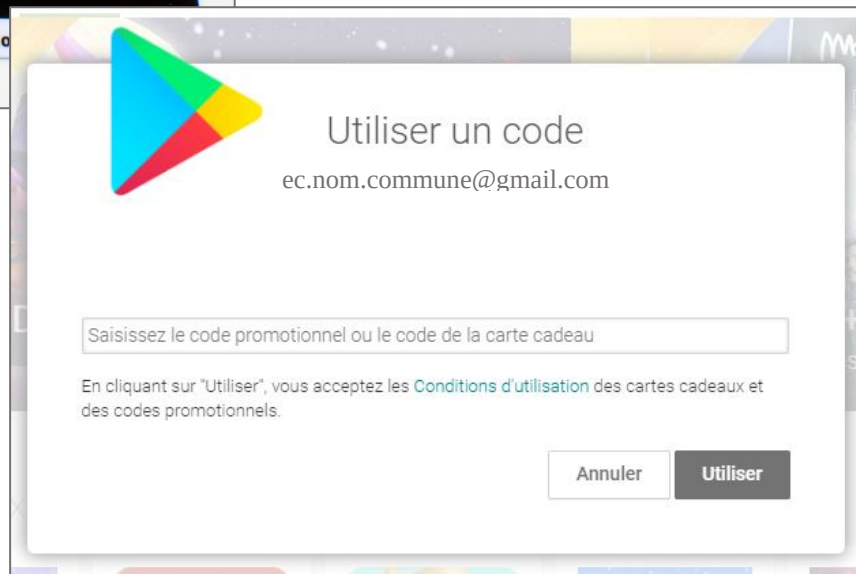 Utiliser un code
ec.nom.commune@gmail.com
Saisissez le code promotionnel ou le code de la carte cadeau
En cliquant sur "Utiliser", vous acceptez les Conditions d'utilisation des cartes cadeaux et
des codes promotionnels.
Annuler
Utiliser